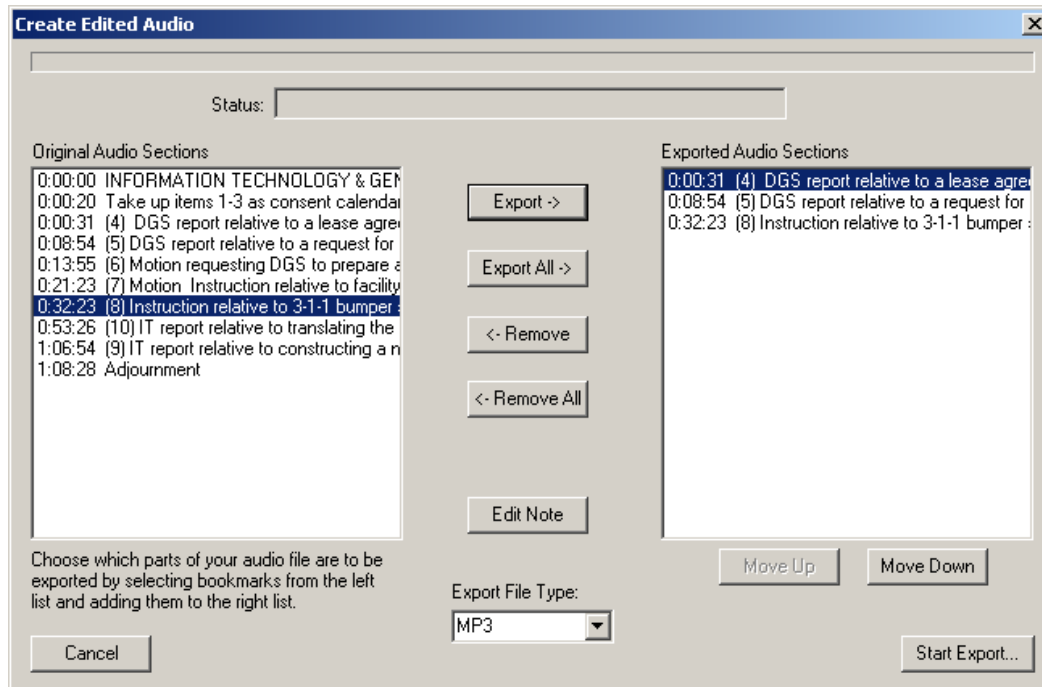 Create Edited Audio
Status:
Original Audio Sections
0:00:00 INFORMATION TECHNOLOGY & GEN
0:00:20 Take up items 1-3 as consent calendar
0:00:31 (4) DGS report relative to a lease agree
0:08:54 (5) DGS report relative to a request for
0:13:55 (6) Motion requesting DGS to prepare a
0:21:23 (7) Motion Instruction relative to facility
0:32:23 (8) Instruction relative to 3-1-1 bumper s
0:53:26 (10) IT report relative to translating the
1:06:54 (9) IT report relative to constructing a n
1:08:28 Adjournment
Choose which parts of your audio file are to be
exported by selecting bookmarks from the left
list and adding them to the right list.
Cancel
Export ->
Export All ->
<- Remove
<- Remove All
Edit Note
Export File Type:
MP3
Exported Audio Sections
0:00:31 (4) DGS report relative to a lease agree
0:08:54 (5) DGS report relative to a request for
0:32:23 (8) Instruction relative to 3-1-1 bumper
Move Up
Move Down
Start Export...